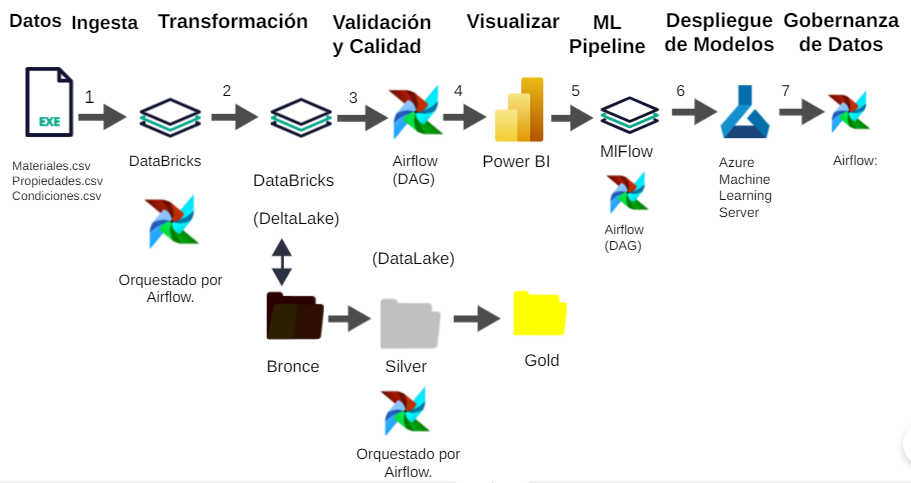 Datos
Ingesta
Transformación
Validación
y Calidad
Visualizar
ML
Pipeline
Despliegue
de Modelos
Gobernanza
de Datos
1
2
3
4
5
6
7
EXE
Materiales.csv
Propiedades.csv
Condiciones.csv
DataBricks
Orquestado por
Airflow.
DataBricks
(DeltaLake)
Airflow
(DAG)
Power BI
MlFlow
Airflow
(DAG)
Azure
Machine
Learning
Server
Airflow:
(DataLake)
Bronce
Silver
Gold
Orquestado por
Airflow.